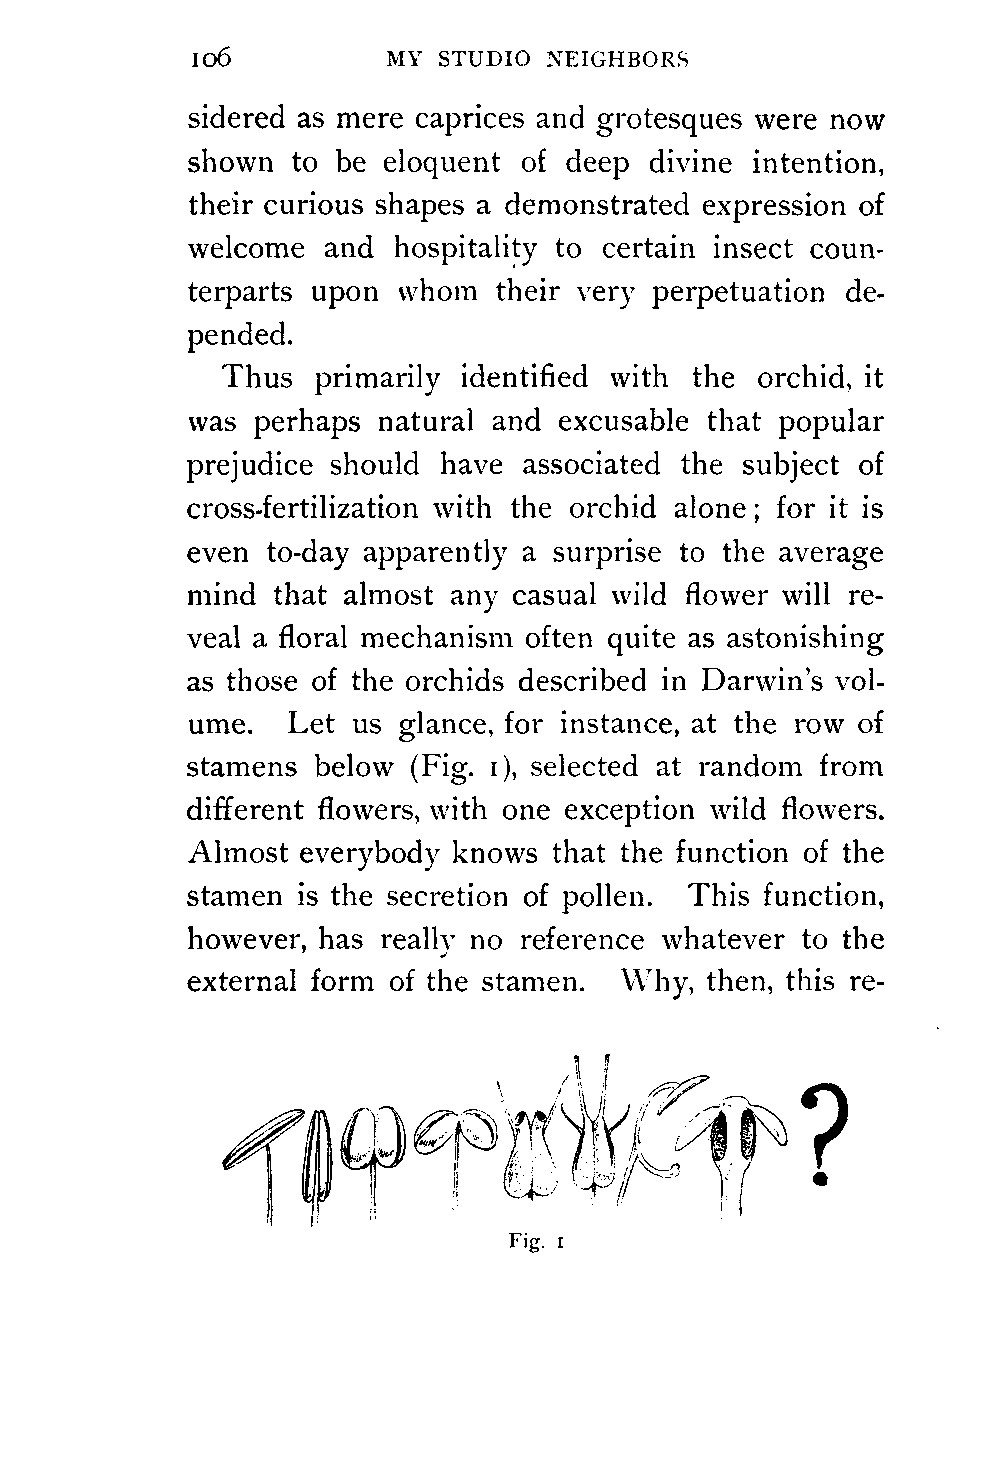 106 MY STUDIO NEIGHBORS
sidered as mere caprices and grotesques were now
shown to be eloquent of deep divine intention,
their curious shapes a demonstrated expression of
welcome and hospitality to certain insect coun-
terparts upon whom their very perpetuation de-
pended.
Thus primarily identified with the orchid, it
was perhaps natural and excusable that popular
prejudice should have associated the subject of
cross-fertilization with the orchid alone; for it is
even to-day apparently a surprise to the average
mind that almost any casual wild flower will re-
veal a floral mechanism often quite as astonishing
as those of the orchids described in Darwin's vol-
ume. Let us glance, for instance, at the row of
stamens below (Fig. 1), selected at random from
different flowers, with one exception wild flowers.
Almost everybody knows that the function of the
stamen is the secretion of pollen. This function,
however, has really no reference whatever to the
external form of the stamen. Why, then, this re-
?
Fig. 1